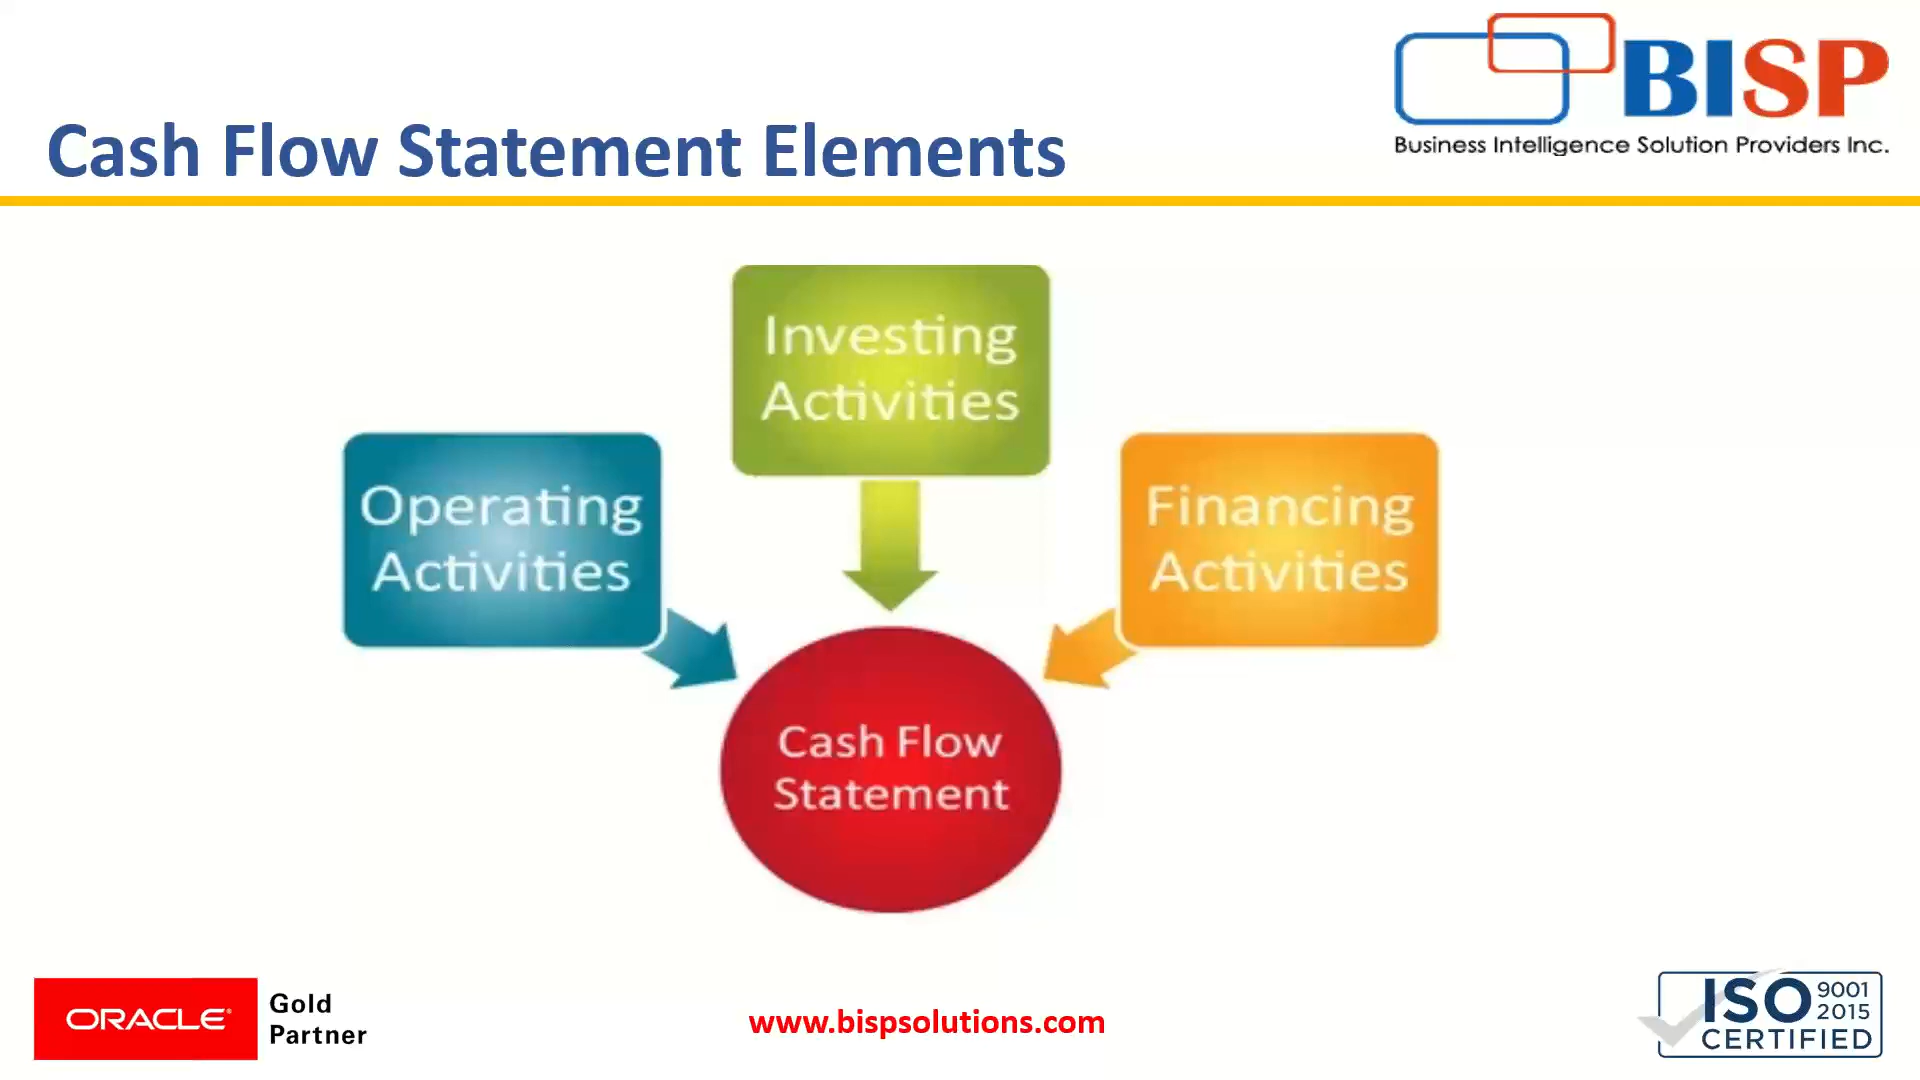 BISP
Business Intelligence Solution Providers Inc.
Cash Flow Statement Elements
Investing
Activities
Operating
Activities
Financing
Activities
Cash Flow
Statement
ORACLE®
Gold
Partner
www.bispsolutions.com
ISO 9001
2015
CERTIFIED